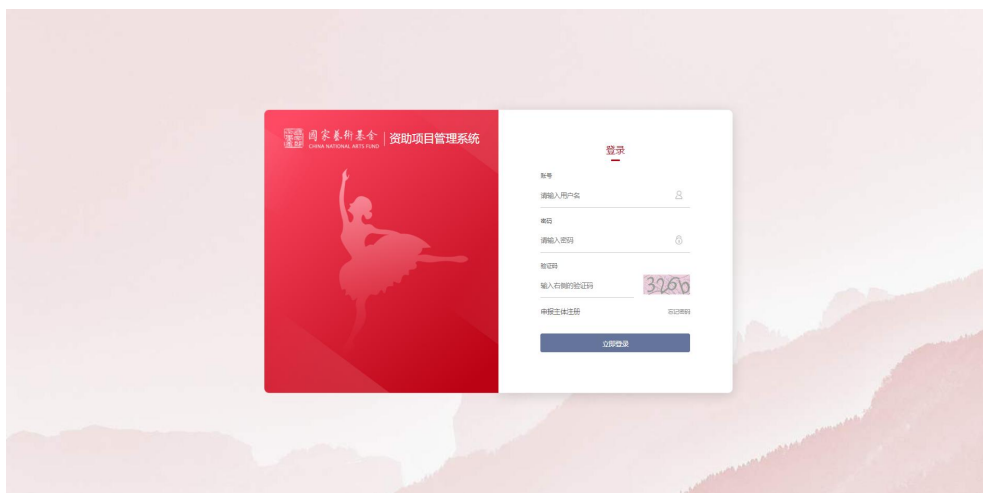 国家艺術基金 资助项目管理系统
CHINA NATIONAL ARTS FUND
登录
账号
请输入用户名
密码
请输入密码
验证码
输入右侧的验证码
申报主体注册 忘记密码
立即登录